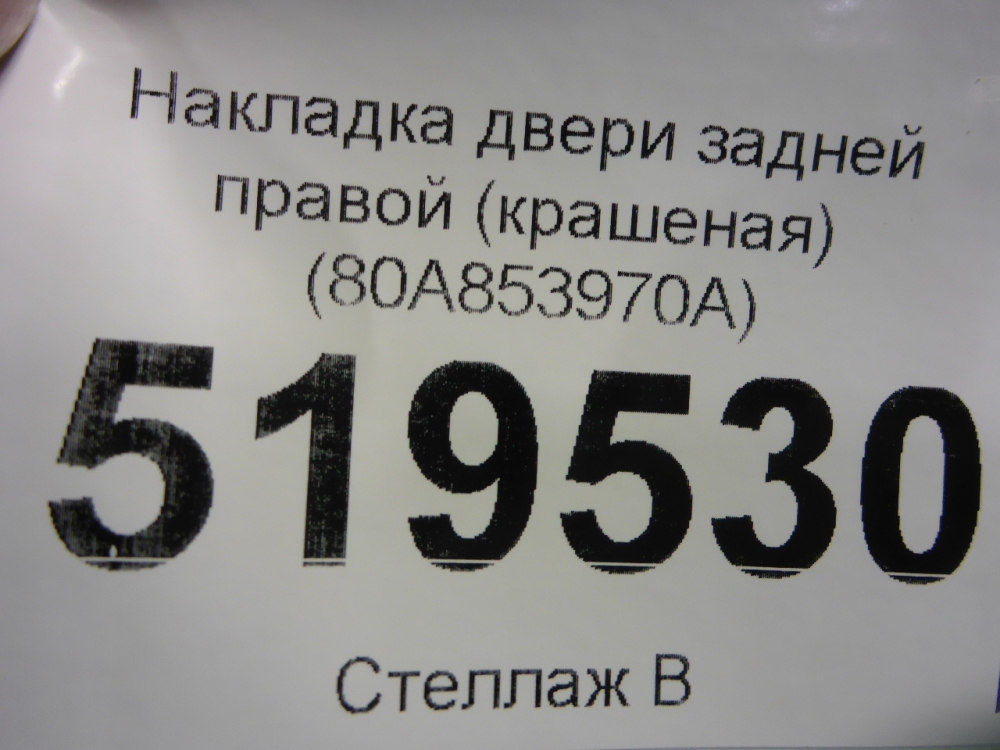 Накладка двери задней
правой (крашеная)
(80A853970A)
519530
Стеллаж В